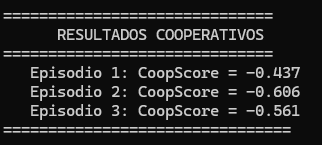 ==============================
RESULTADOS COOPERATIVOS
==============================
Episodio 1: CoopScore = -0.437
Episodio 2: CoopScore = -0.606
Episodio 3: CoopScore = -0.561
================================